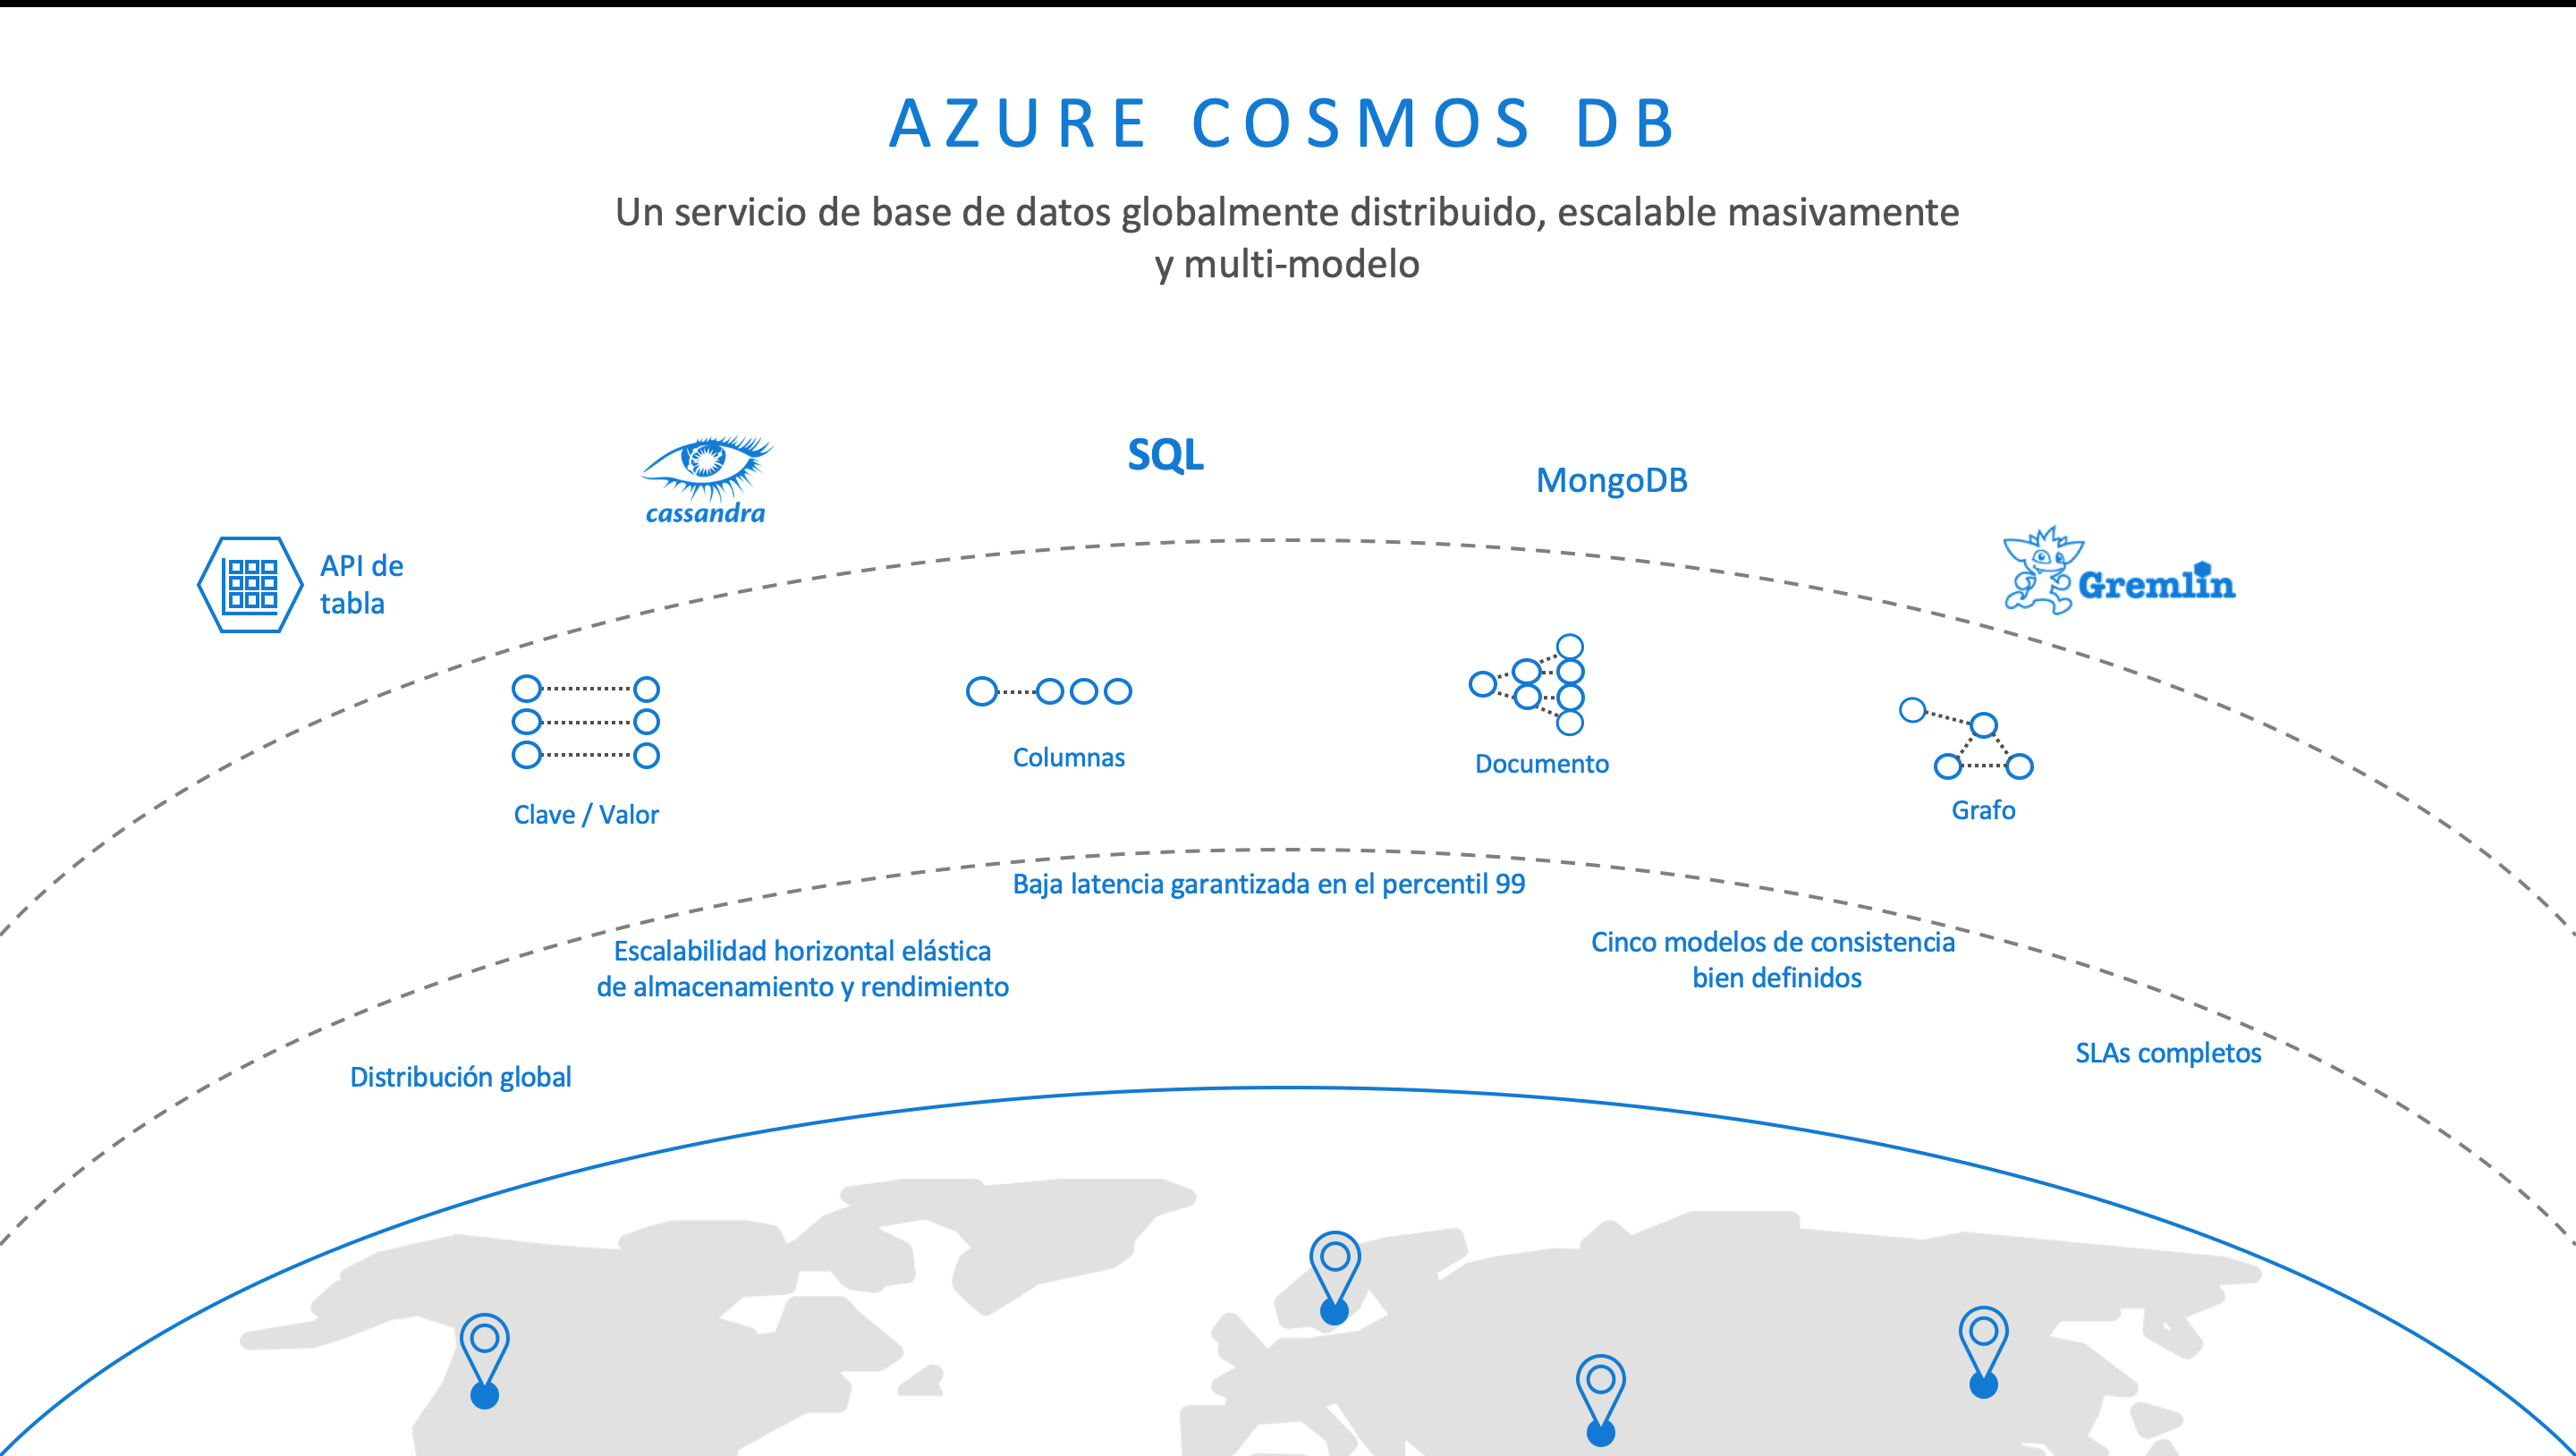 AZURE COSMOS DB
Un servicio de base de datos globalmente distribuido, escalable masivamente
y multi-modelo
API de
tabla
cassandra
SQL
MongoDB
Gremlin
Clave / Valor
Columnas
Documento
Grafo
Baja latencia garantizada en el percentil 99
Escalabilidad horizontal elástica
de almacenamiento y rendimiento
Cinco modelos de consistencia
bien definidos
Distribución global
SLAs completos